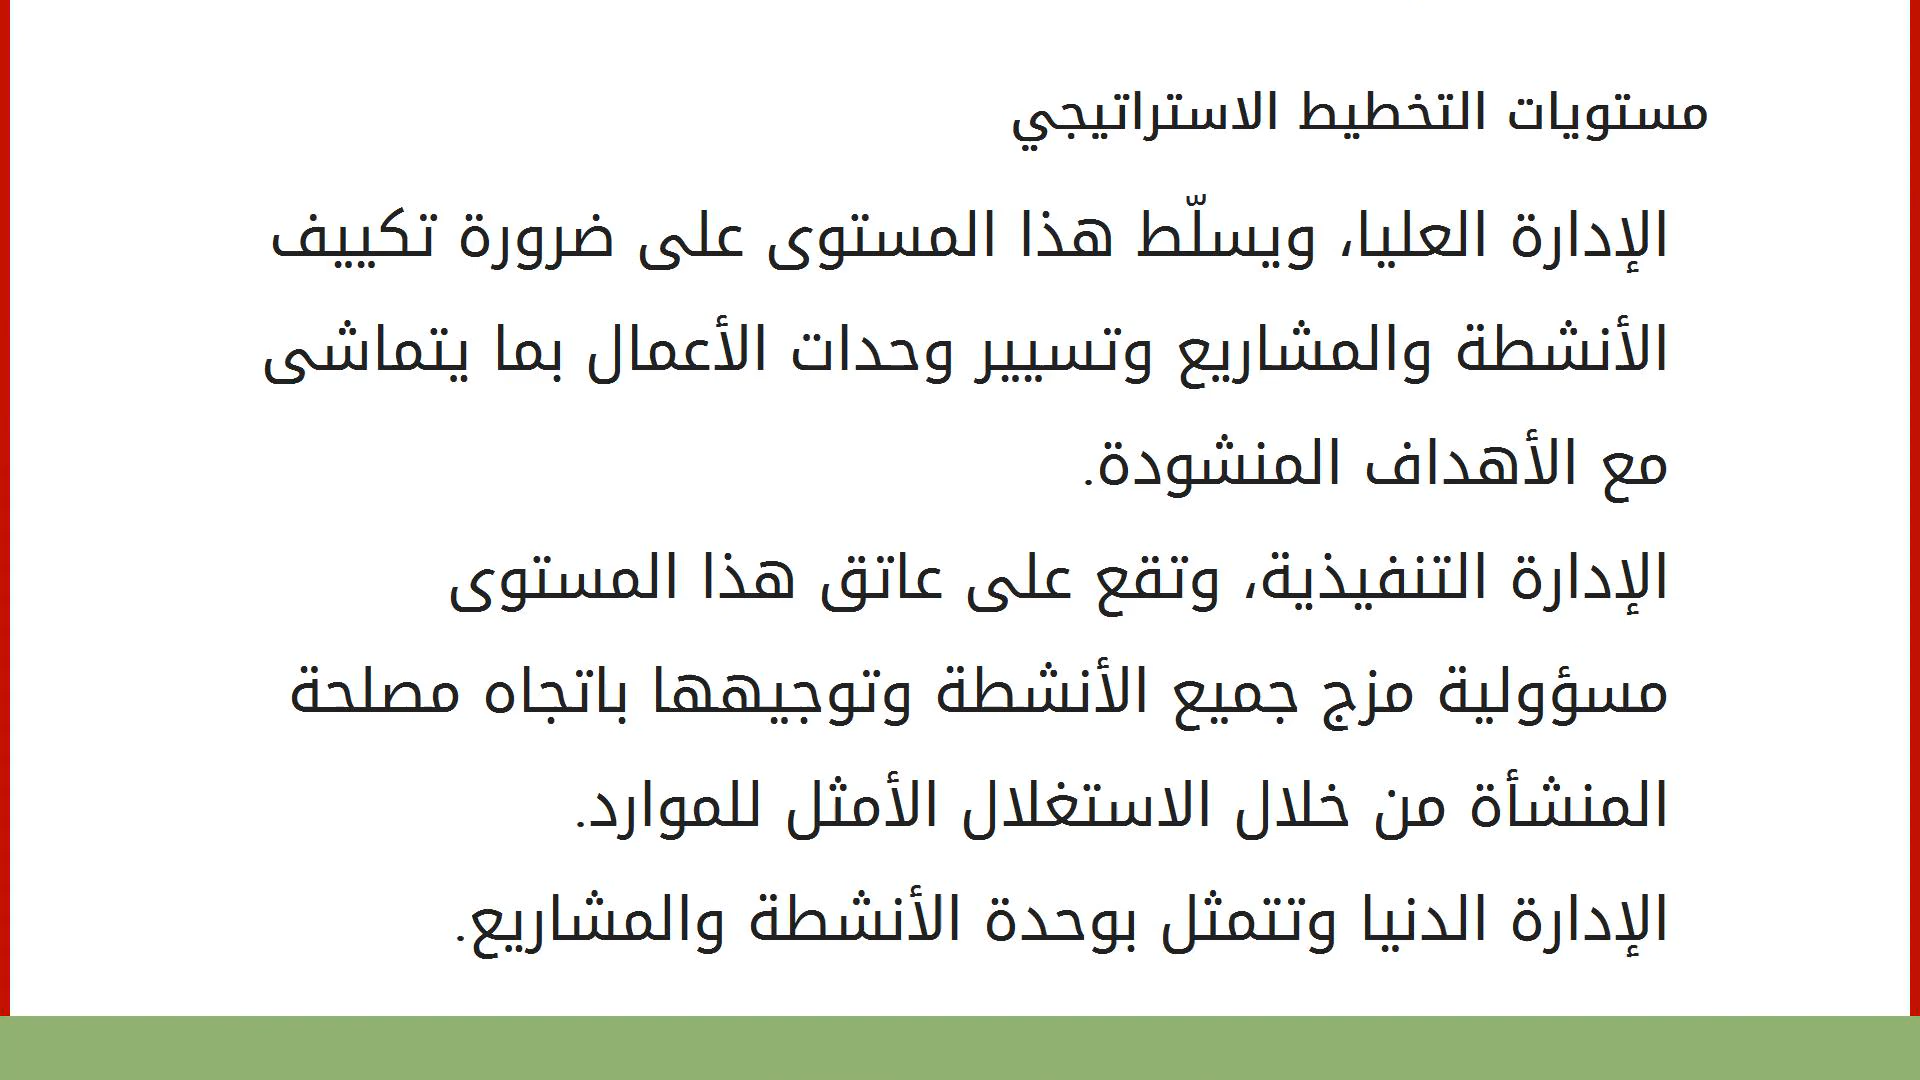 مستويات التخطيط الاستراتيجي
الإدارة العليا، ويسلّط هذا المستوى على ضرورة تكييف
الأنشطة والمشاريع وتسيير وحدات الأعمال بما يتماشى
مع الأهداف المنشودة.
الإدارة التنفيذية، وتقع على عاتق هذا المستوى
مسؤولية مزج جميع الأنشطة وتوجيهها باتجاه مصلحة
المنشأة من خلال الاستغلال الأمثل للموارد.
الإدارة الدنيا وتتمثل بوحدة الأنشطة والمشاريع.